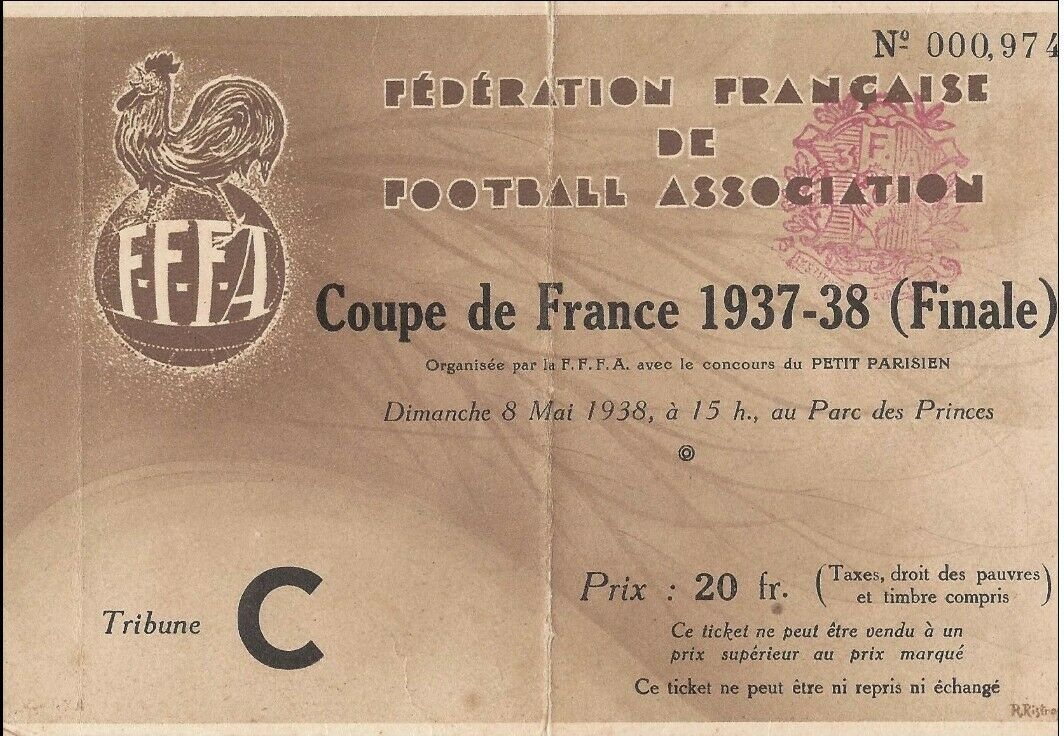 Nº 000,974
FÉDÉRATION FRANÇAISE
DE
FOOTBALL ASSOCIATION
F.F.F.A
Coupe de France 1937-38 (Finale)
Organisée par la F.F.F.A. avec le concours du PETIT PARISIEN
Dimanche 8 Mai 1938, à 15 h., au Parc des Princes
Tribune C
Prix : 20 fr. (Taxes, droit des pauvres
et timbre compris)
Ce ticket ne peut être vendu à un
prix supérieur au prix marqué
Ce ticket ne peut être ni repris ni échangé